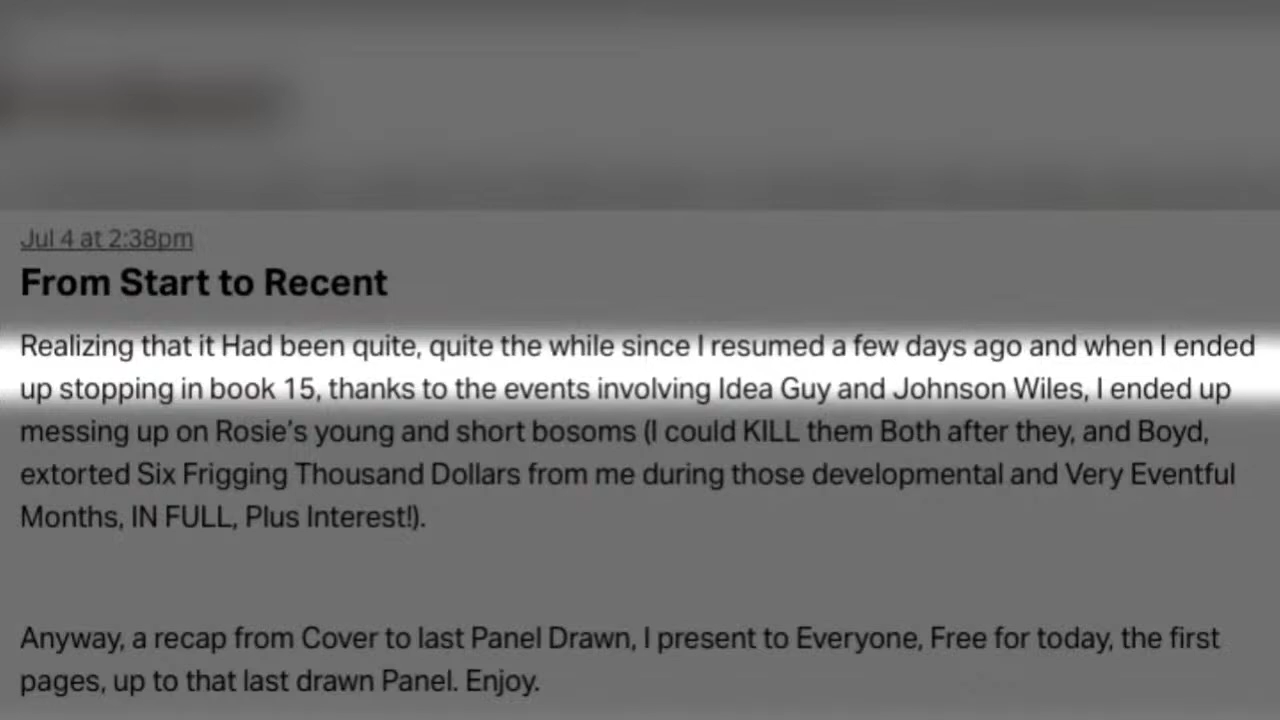 Jul 4 at 2:38pm
From Start to Recent
Realizing that it Had been quite, quite the while since I resumed a few days ago and when I ended
up stopping in book 15, thanks to the events involving Idea Guy and Johnson Wiles, I ended up
messing up on Rosie's young and short bosoms (I could KILL them Both after they, and Boyd,
extorted Six Frigging Thousand Dollars from me during those developmental and Very Eventful
Months, IN FULL, Plus Interest!).
Anyway, a recap from Cover to last Panel Drawn, I present to Everyone, Free for today, the first
pages, up to that last drawn Panel. Enjoy.